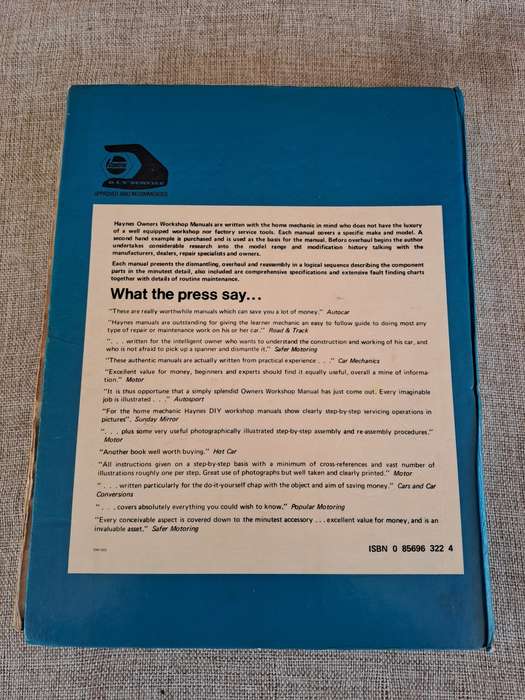 Castrol
D.I.Y. SERVICE
APPROVED AND RECOMMENDED
Haynes Owners Workshop Manuals are written with the home mechanic in mind who does not have the luxury
of a well equipped workshop nor factory service tools. Each manual covers a specific make and model. A
second hand example is purchased and is used as the basis for the manual. Before overhaul begins the author
undertakes considerable research into the model range and modification history talking with the
manufacturers, dealers, repair specialists and owners.
Each manual presents the dismantling, overhaul and reassembly in a logical sequence describing the component
parts in the minutest detail, also included are comprehensive specifications and extensive fault finding charts
together with details of routine maintenance.
What the press say...
"These are really worthwhile manuals which can save you a lot of money." Autocar
"Haynes manuals are outstanding for giving the learner mechanic an easy to follow guide to doing most any
type of repair or maintenance work on his or her car." Road & Track
". . . written for the intelligent owner who wants to understand the construction and working of his car, and
who is not afraid to pick up a spanner and dismantle it." Safer Motoring
"These authentic manuals are actually written from practical experience . . ." Car Mechanics
"Excellent value for money, beginners and experts should find it equally useful, overall a mine of informa-
tion." Motor
"It is thus opportune that a simply splendid Owners Workshop Manual has just come out. Every imaginable
job is illustrated . . ." Autosport
"For the home mechanic Haynes DIY workshop manuals show clearly step-by-step servicing operations in
pictures". Sunday Mirror
". . . plus some very useful photographically illustrated step-by-step assembly and re-assembly procedures."
Motor
"Another book well worth buying." Hot Car
"All instructions given on a step-by-step basis with a minimum of cross-references and vast number of
illustrations roughly one per step. Great use of photographs but well taken and clearly printed." Motor
". . . written particularly for the do-it-yourself chap with the object and aim of saving money." Cars and Car
Conversions
". . . covers absolutely everything you could wish to know." Popular Motoring
"Every conceivable aspect is covered down to the minutest accessory . . . excellent value for money, and is an
invaluable asset." Safer Motoring
ISBN 0 85696 322 4